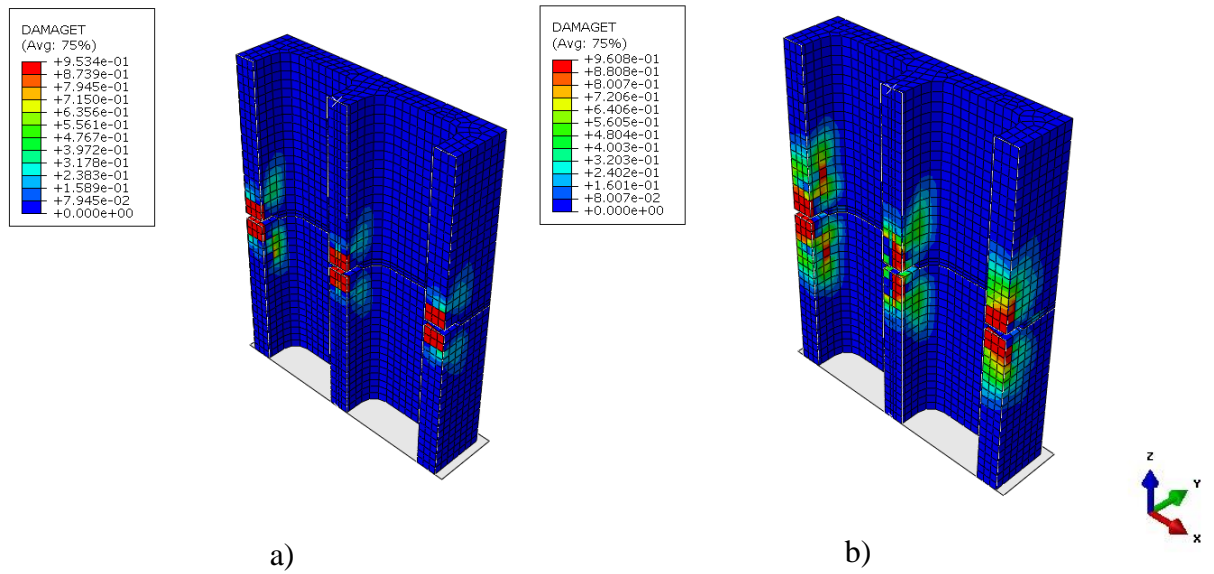 DAMAGET
(Avg: 75%)
+9.534e-01
+8.739e-01
+7.945e-01
+7.150e-01
+6.356e-01
+5.561e-01
+4.767e-01
+3.972e-01
+3.178e-01
+2.383e-01
+1.589e-01
+7.945e-02
+0.000e+00
DAMAGET
(Avg: 75%)
+9.608e-01
+8.808e-01
+8.007e-01
+7.206e-01
+6.406e-01
+5.605e-01
+4.804e-01
+4.003e-01
+3.203e-01
+2.402e-01
+1.601e-01
+8.007e-02
+0.000e+00
Z
Y
X
a)
b)